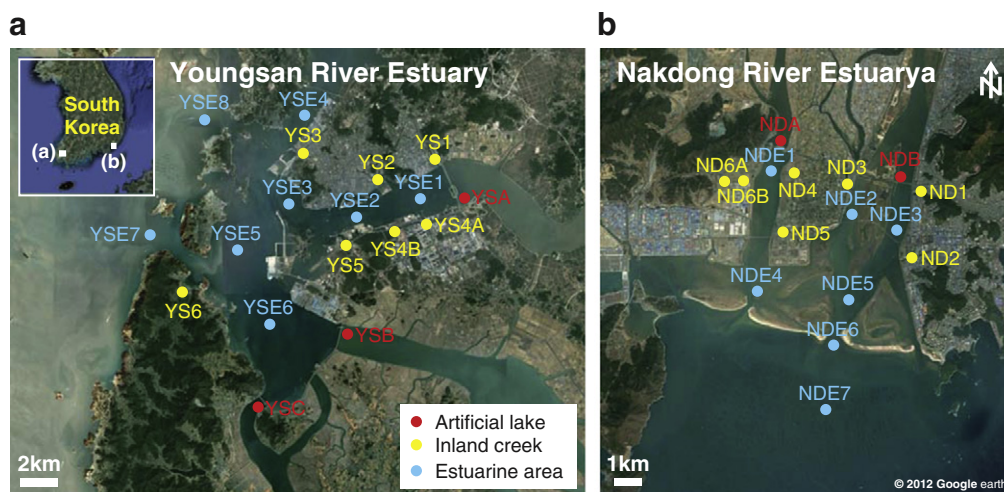 a
Youngsan River Estuary
South
Korea
(a)
(b)
YSE8
YSE4
YS3
YS1
YS2
YSE1
YSE3
YSA
YSE2
YS4A
YSE7
YSE5
YS4B
YS5
YS6
YSE6
YSB
YSC
Artificial lake
Inland creek
Estuarine area
2km
b
Nakdong River Estuarya
N
NDA
NDE1
ND6A
ND6B
ND4
ND3
NDB
ND1
NDE2
NDE3
ND5
ND2
NDE4
NDE5
NDE6
NDE7
1km
© 2012 Google earth